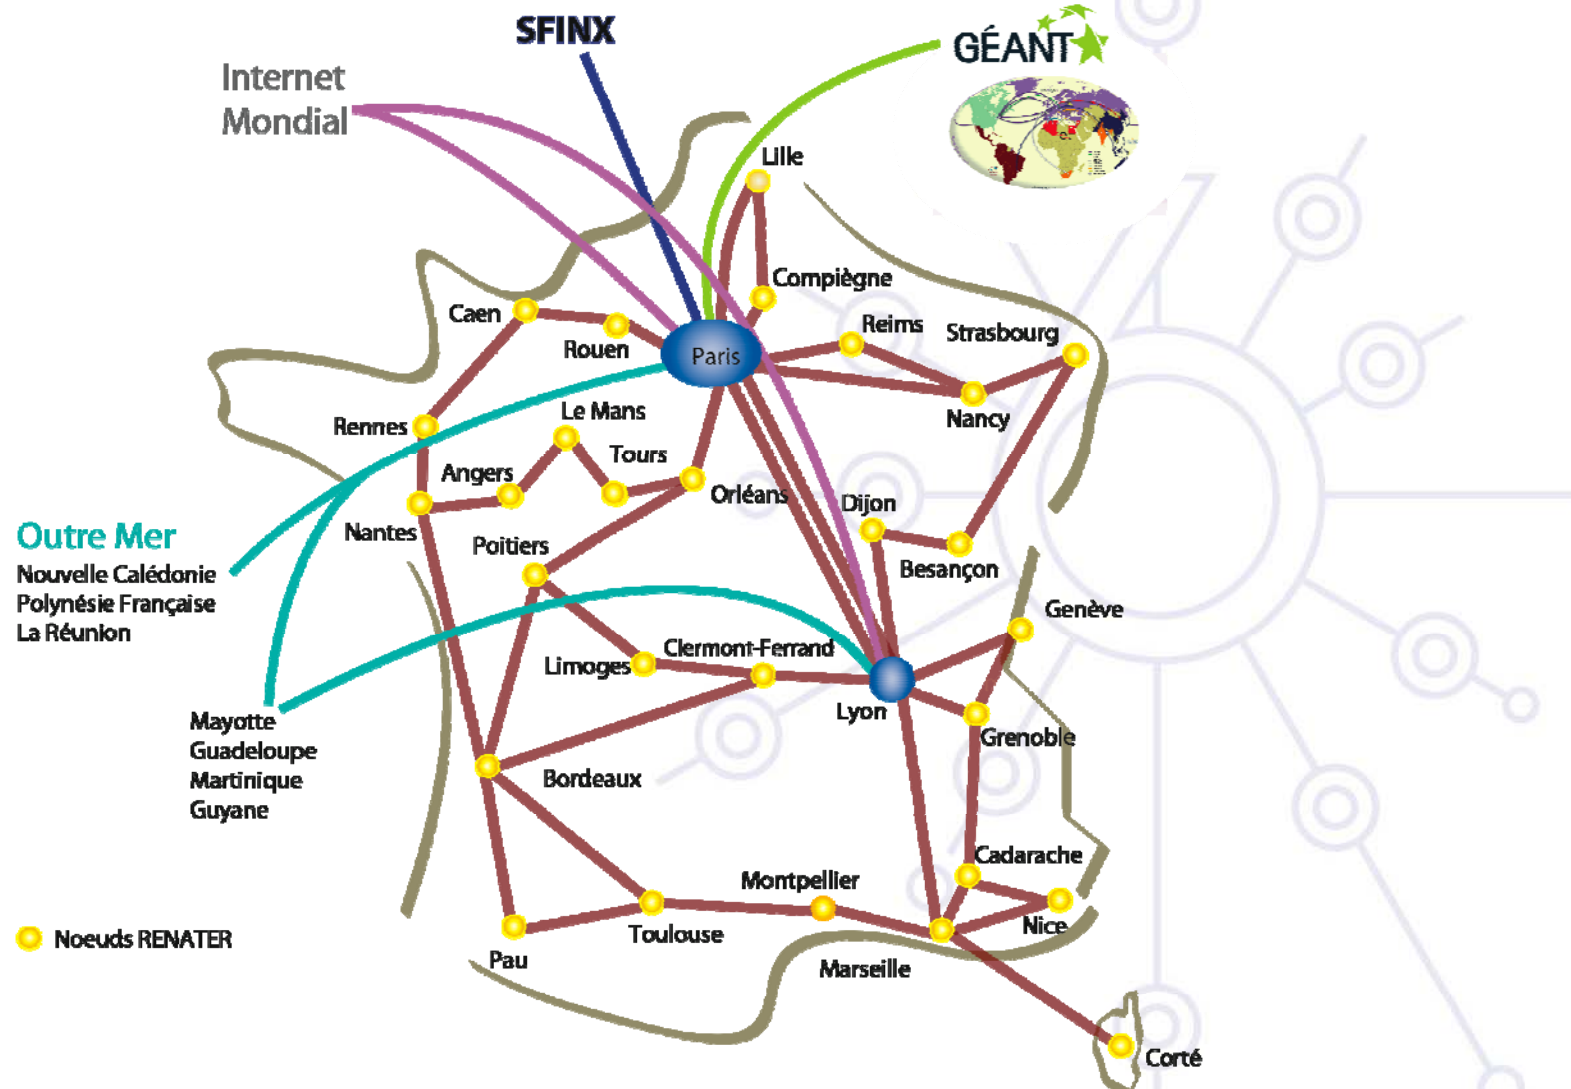 SFINX
GÉANT
Internet
Mondial
Lille
Compiègne
Caen
Rouen
Paris
Reims
Strasbourg
Nancy
Rennes
Le Mans
Angers
Tours
Orléans
Dijon
Nantes
Outre Mer
Nouvelle Calédonie
Polynésie Française
La Réunion
Poitiers
Besançon
Genève
Limoges
Clermont-Ferrand
Lyon
Grenoble
Mayotte
Guadeloupe
Martinique
Guyane
Bordeaux
Cadarache
Montpellier
Nice
Toulouse
Noeuds RENATER
Pau
Marseille
Corté